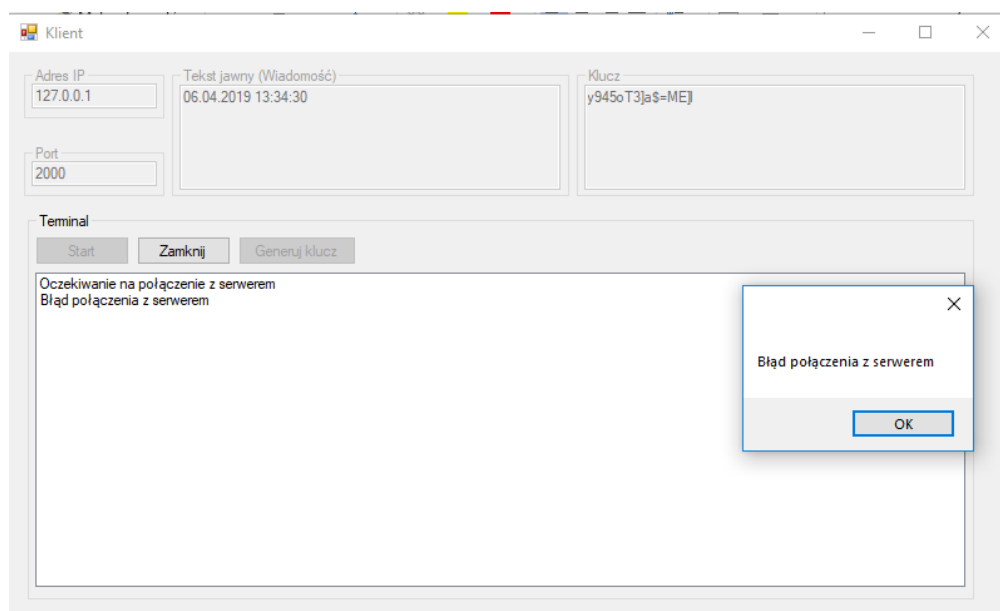 Klient
Adres IP
127.0.0.1
Tekst jawny (Wiadomość)
06.04.2019 13:34:30
Klucz
y945oT3]a$=ME]l
Port
2000
Terminal
Start
Zamknij
Generuj klucz
Oczekiwanie na połączenie z serwerem
Błąd połączenia z serwerem
Błąd połączenia z serwerem
OK